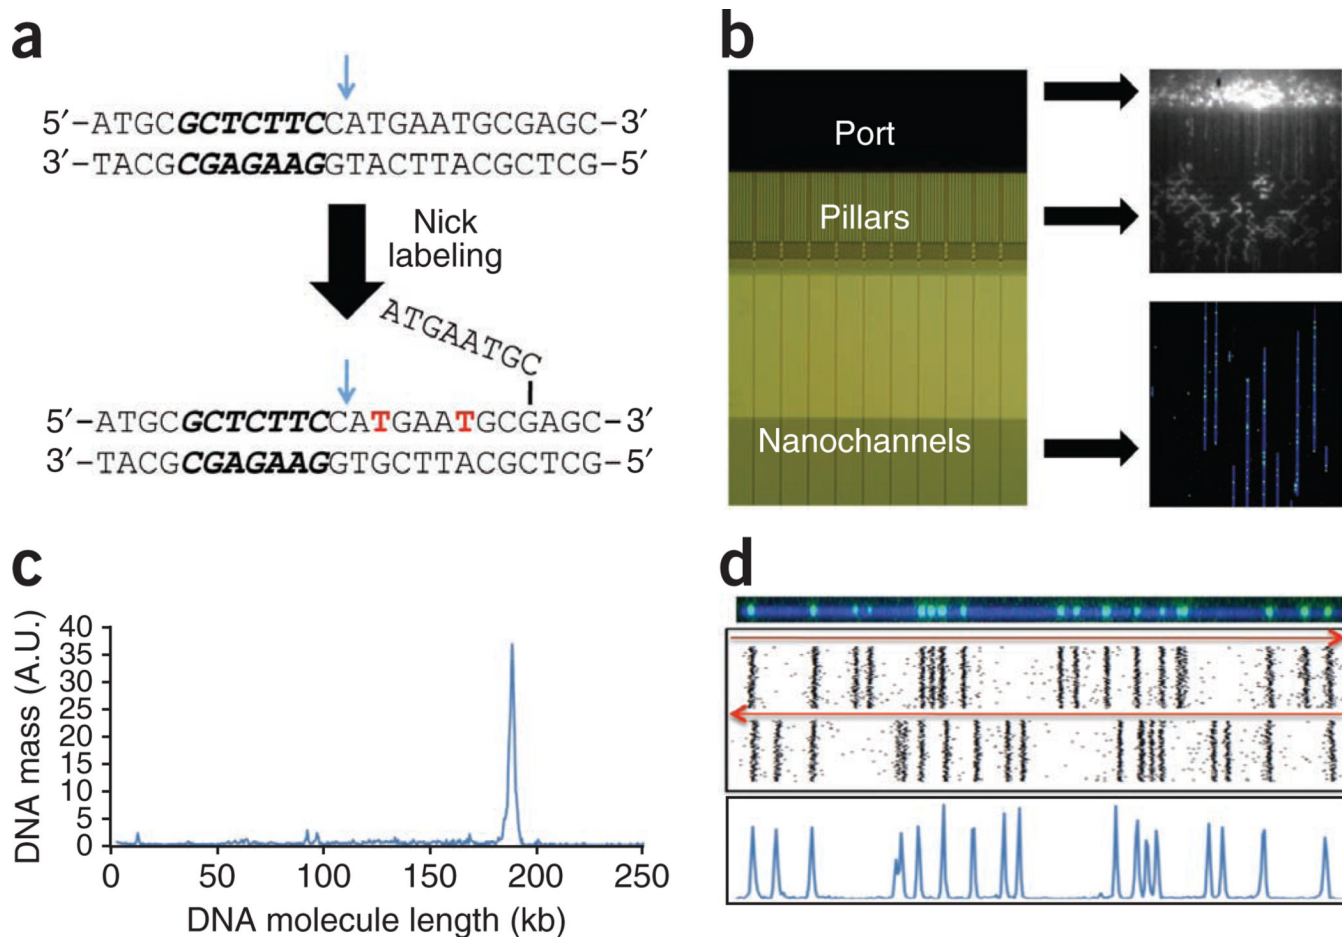 a
5′-ATGCGCTCTTCCATGAATGCGAGC-3′
3′-TACGCGAGAAGGTACTTACGCTCG-5′
Nick
labeling
ATGAATGC
5′-ATGCGCTCTTCCATGAATGCGAGC-3′
3′-TACGCGAGAAGGTGCTTACGCTCG-5′
b
Port
Pillars
Nanochannels
c
DNA mass (A.U.)
40
35
30
25
20
15
10
5
0
0 50 100 150 200 250
DNA molecule length (kb)
d